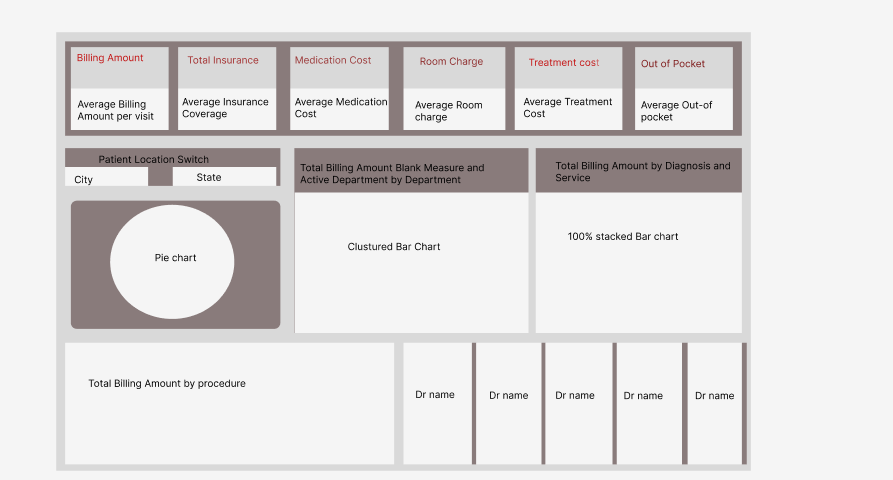 Billing Amount
Total Insurance
Medication Cost
Room Charge
Treatment cost
Out of Pocket
Average Billing
Amount per visit
Average Insurance
Coverage
Average Medication
Cost
Average Room
charge
Average Treatment
Cost
Average Out-of
pocket
Patient Location Switch
City
State
Total Billing Amount Blank Measure and
Active Department by Department
Total Billing Amount by Diagnosis and
Service
Pie chart
Clustured Bar Chart
100% stacked Bar chart
Total Billing Amount by procedure
Dr name
Dr name
Dr name
Dr name
Dr name